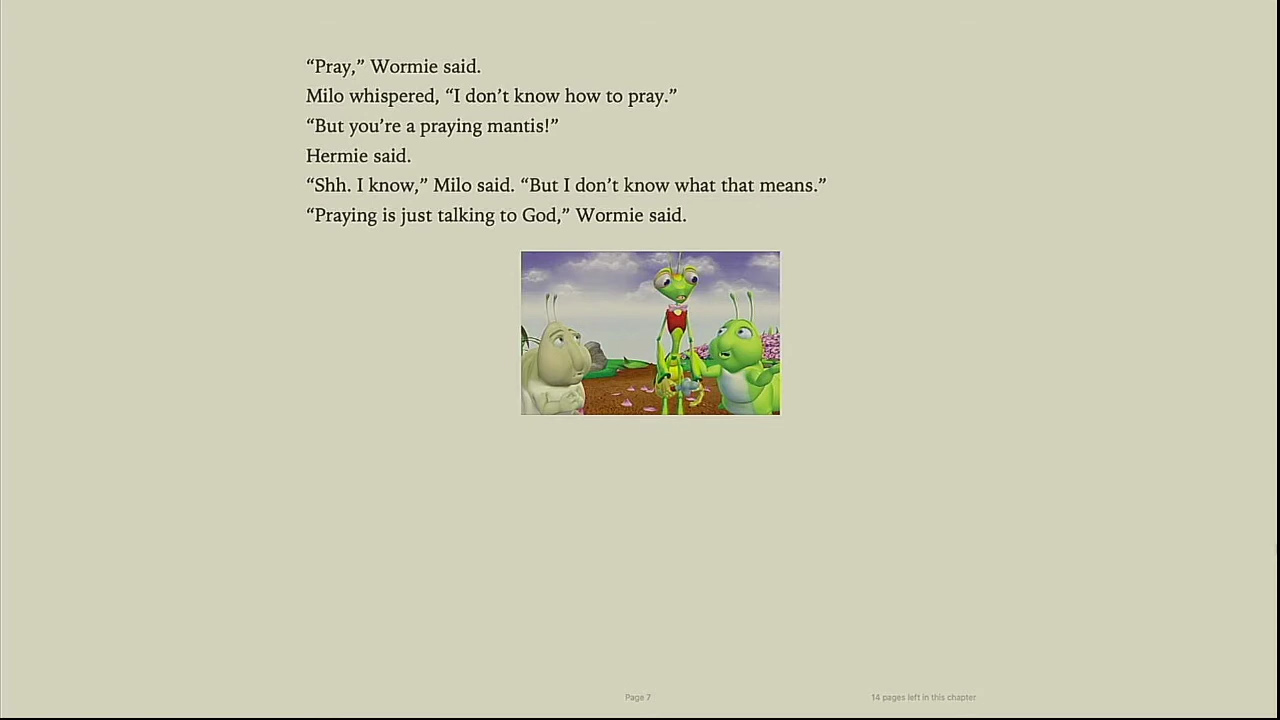 “Pray,” Wormie said.
Milo whispered, “I don’t know how to pray.”
“But you’re a praying mantis!”
Hermie said.
“Shh. I know,” Milo said. “But I don’t know what that means.”
“Praying is just talking to God,” Wormie said.
Page 7
14 pages left in this chapter